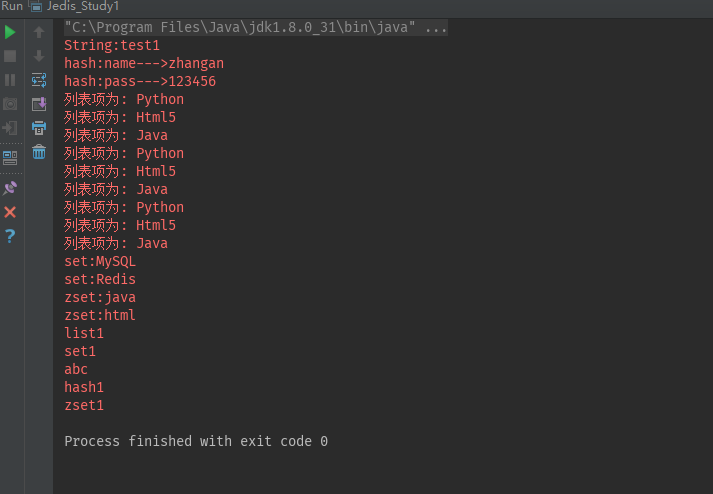 Run Jedis_Study1
"C:\Program Files\Java\jdk1.8.0_31\bin\java" ...
String:test1
hash:name--->zhangan
hash:pass--->123456
列表项为: Python
列表项为: Html5
列表项为: Java
列表项为: Python
列表项为: Html5
列表项为: Java
列表项为: Python
列表项为: Html5
列表项为: Java
set:MySQL
set:Redis
zset:java
zset:html
list1
set1
abc
hash1
zset1
Process finished with exit code 0